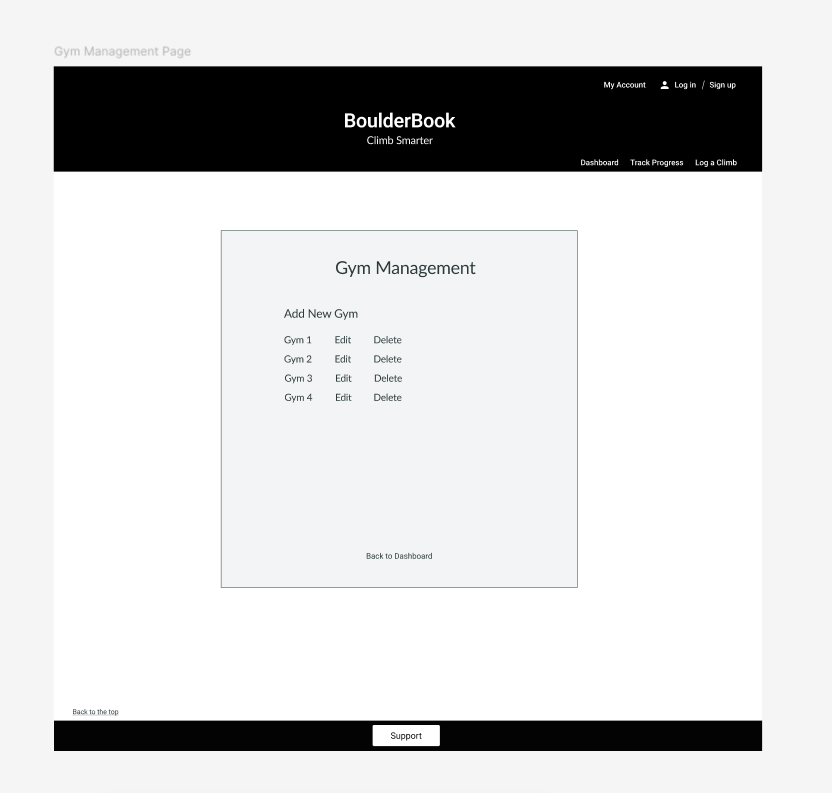 Gym Management Page
My Account Log in / Sign up
BoulderBook
Climb Smarter
Dashboard Track Progress Log a Climb
Gym Management
Add New Gym
Gym 1 Edit Delete
Gym 2 Edit Delete
Gym 3 Edit Delete
Gym 4 Edit Delete
Back to Dashboard
Back to the top
Support